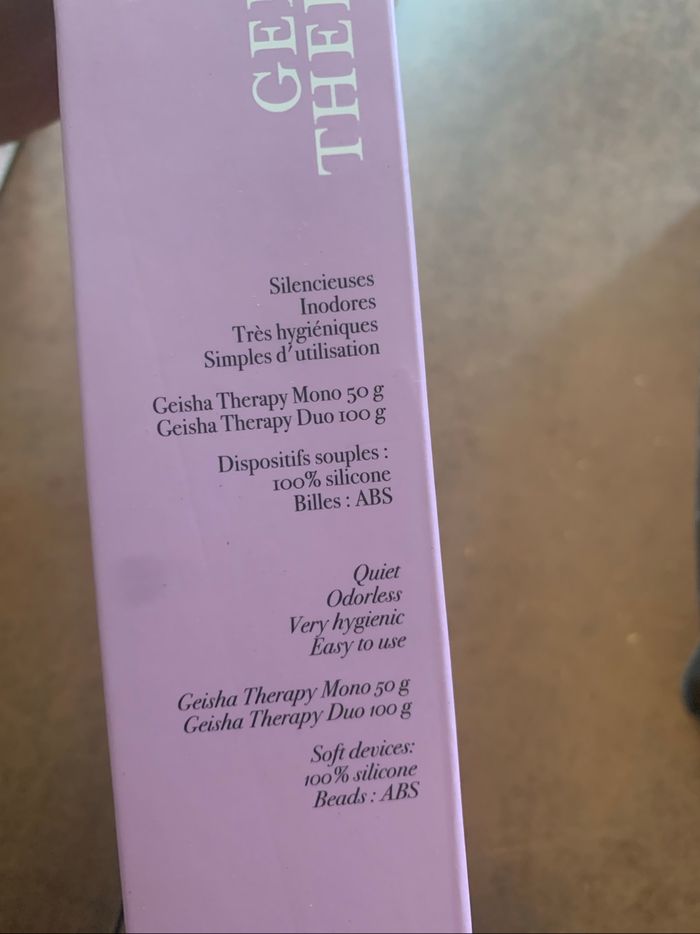 Silencieuses
Inodores
Très hygiéniques
Simples d'utilisation
Geisha Therapy Mono 50 g
Geisha Therapy Duo 100 g
Dispositifs souples :
100% silicone
Billes : ABS
Quiet
Odorless
Very hygienic
Easy to use
Geisha Therapy Mono 50 g
Geisha Therapy Duo 100 g
Soft devices:
100% silicone
Beads : ABS